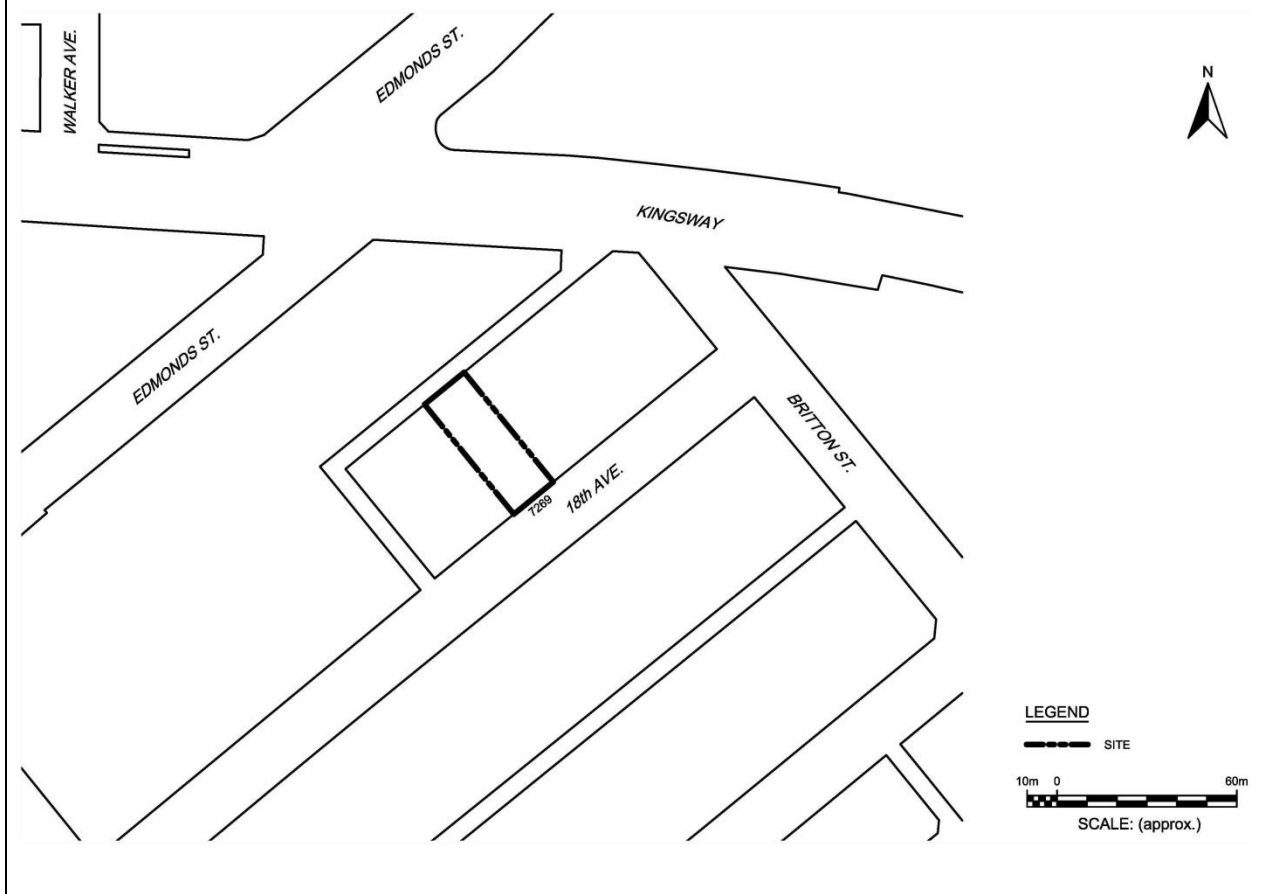 WALKER AVE.
EDMONDS ST.
N
KINGSWAY
EDMONDS ST.
BRITTON ST.
18th AVE.
7269
LEGEND
SITE
10m 0 60m
SCALE: (approx.)